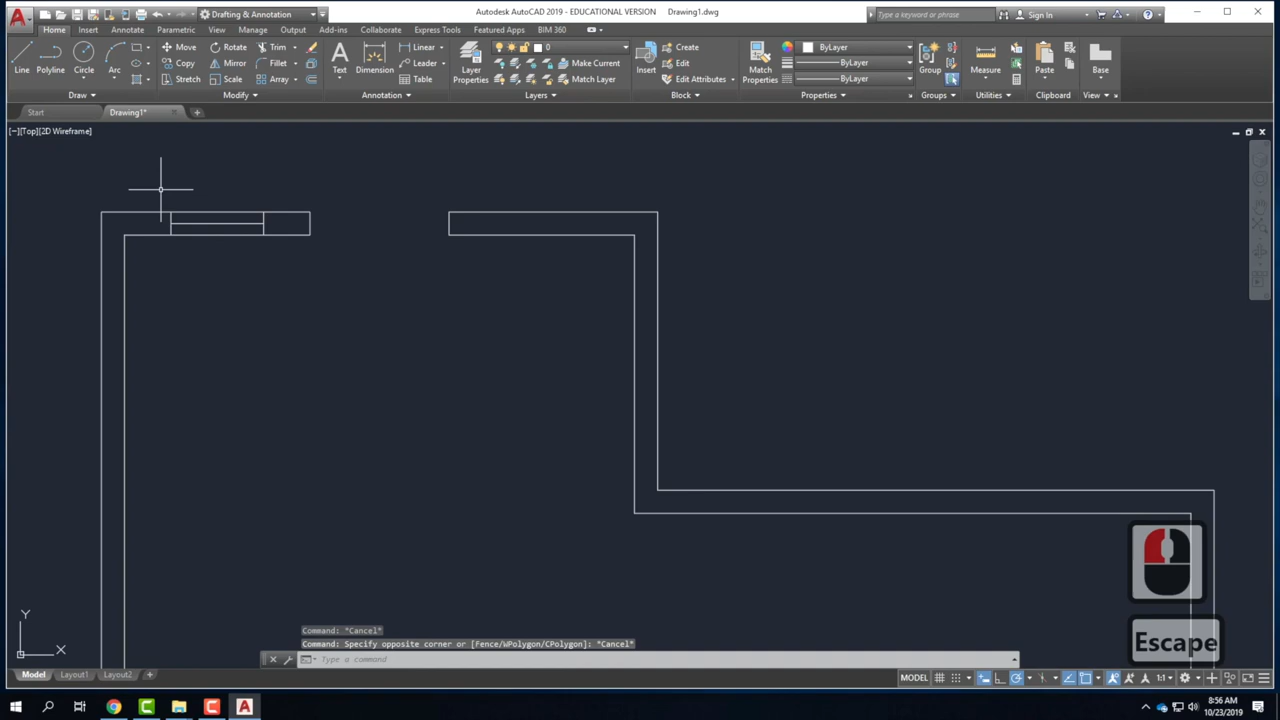 Drafting & Annotation
Autodesk AutoCAD 2019 - EDUCATIONAL VERSION Drawing1.dwg
Type a keyword or phrase
Sign In
Home Insert Annotate Parametric View Manage Output Add-ins Collaborate Express Tools Featured Apps BIM 360
Line
Polyline
Circle
Arc
Draw
Move
Rotate
Trim
Copy
Mirror
Fillet
Stretch
Scale
Array
Modify
Text
Dimension
Linear
Leader
Table
Annotation
Layer
Properties
0
Make Current
Match Layer
Layers
Insert
Create
Edit
Edit Attributes
Block
Match
Properties
ByLayer
ByLayer
ByLayer
Properties
Group
Groups
Measure
Utilities
Paste
Clipboard
Base
View
Start
Drawing1*
[−][Top][2D Wireframe]
Y
X
Command: *Cancel*
Command: Specify opposite corner or [Fence/WPolygon/CPolygon]: *Cancel*
Type a command
Escape
Model Layout1 Layout2
MODEL
1:1
8:56 AM
10/23/2019